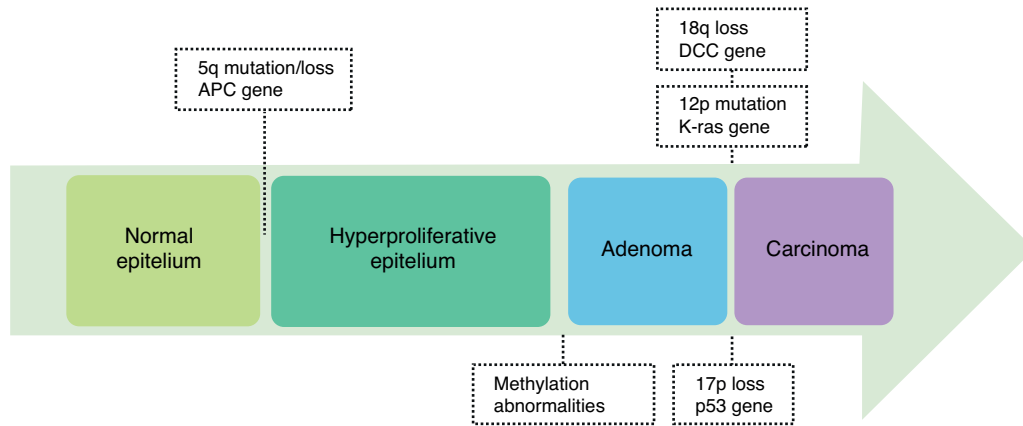 5q mutation/loss
APC gene
18q loss
DCC gene
12p mutation
K-ras gene
Normal
epitelium
Hyperproliferative
epitelium
Adenoma
Carcinoma
Methylation
abnormalities
17p loss
p53 gene